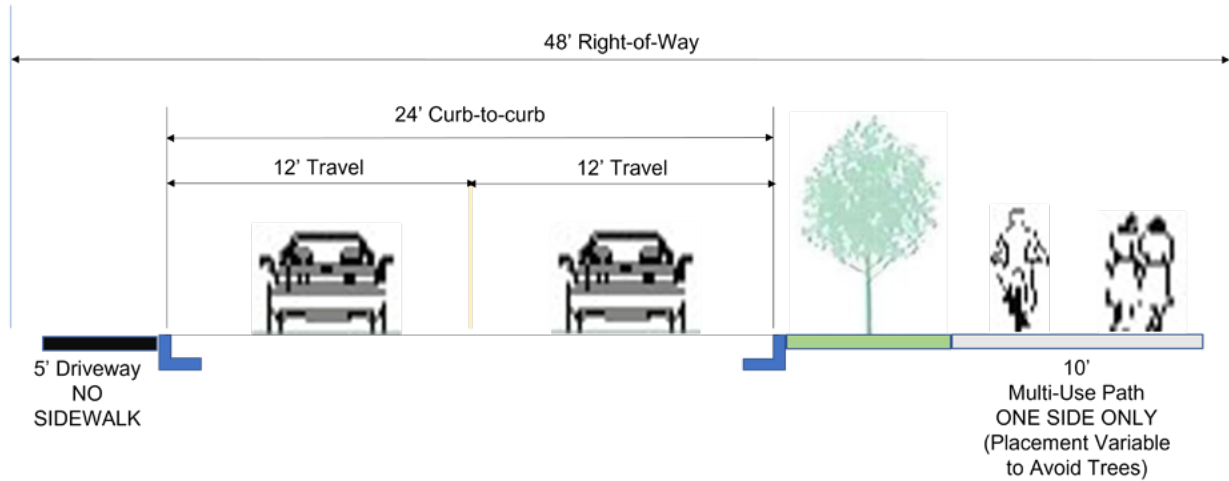 48’ Right-of-Way
24’ Curb-to-curb
12’ Travel
12’ Travel
5’ Driveway
NO
SIDEWALK
10’
Multi-Use Path
ONE SIDE ONLY
(Placement Variable
to Avoid Trees)